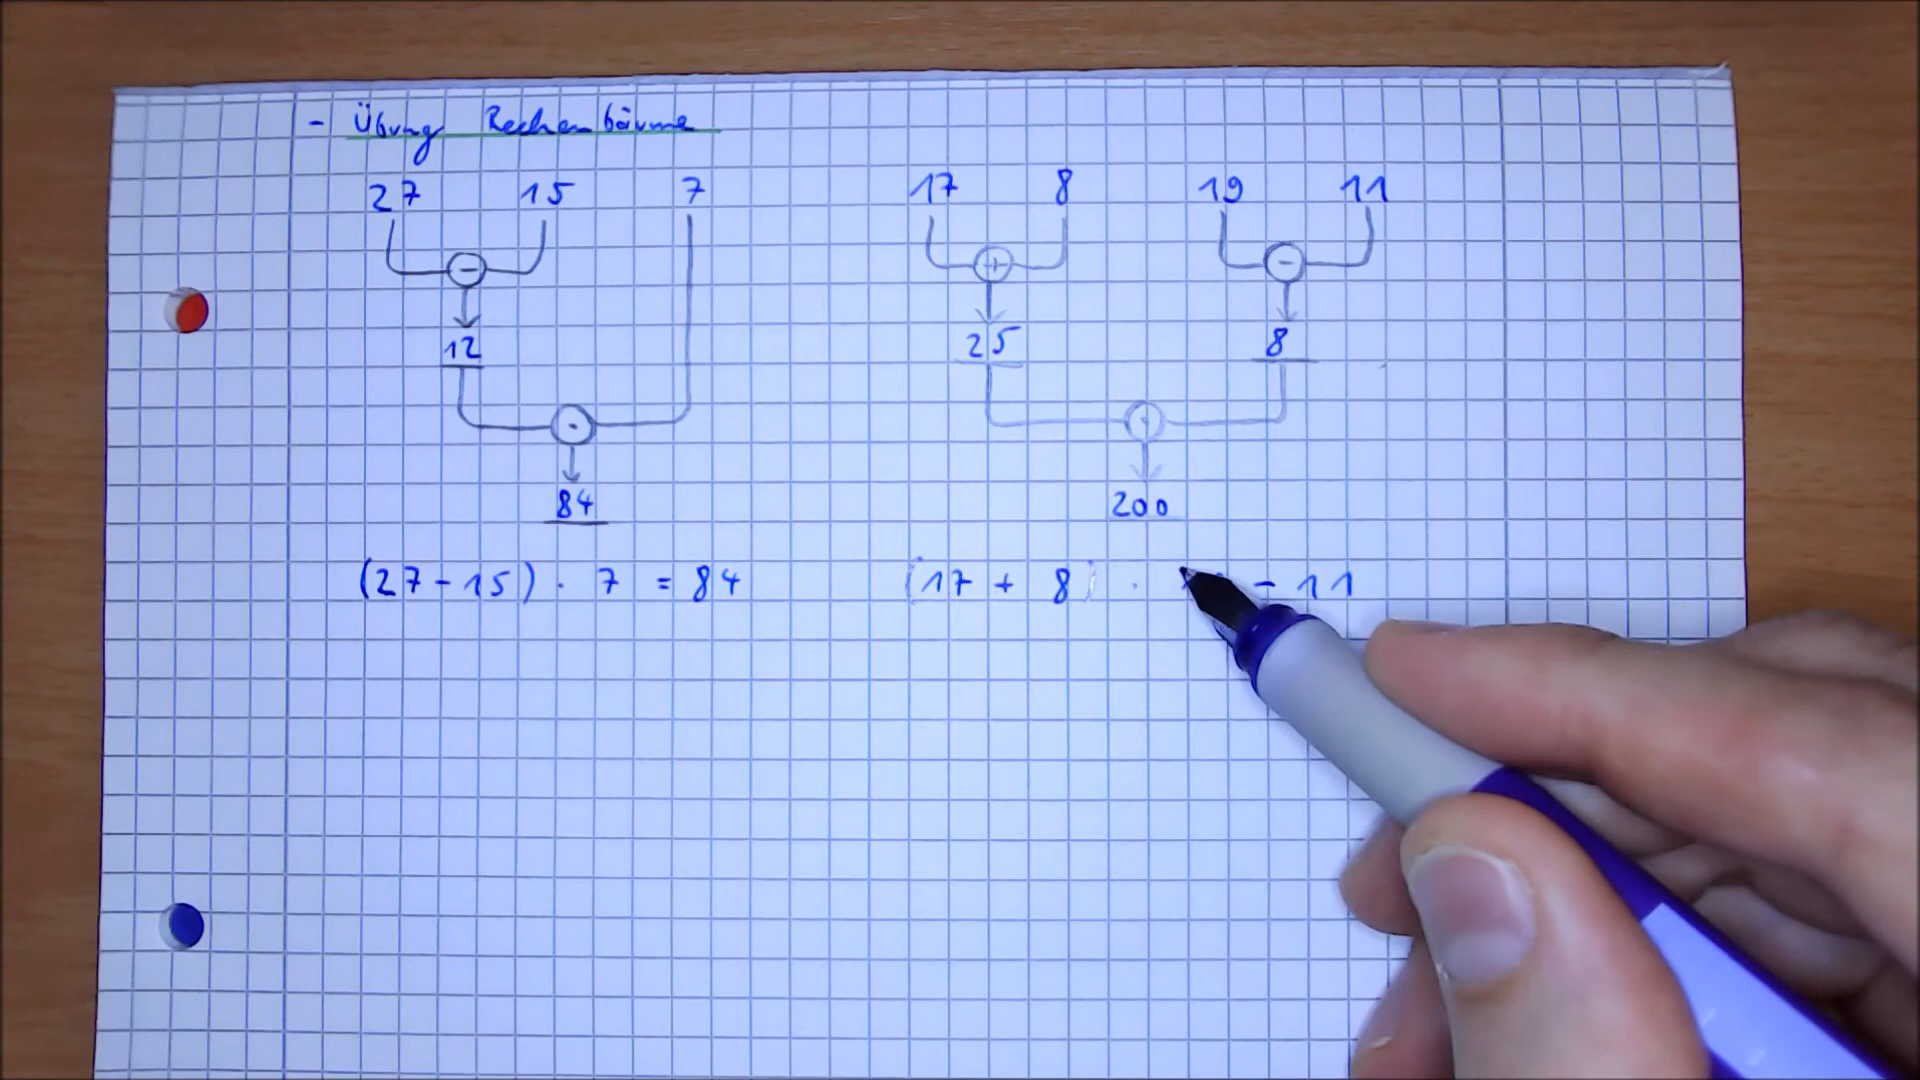 - Übung Rechenbäume
27 15 7 17 8 19 11
- + -
12 25 8
· ·
84 200
(27-15) · 7 = 84 (17 + 8) · - 11